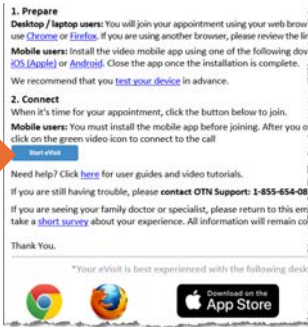 1. Prepare
Desktop / laptop users: You will join your appointment using your web brow
use Chrome or Firefox. If you are using another browser, please review the li
Mobile users: Install the video mobile app using one of the following dov
iOS (Apple) or Android. Close the app once the installation is complete.
We recommend that you test your device in advance.
2. Connect
When it's time for your appointment, click the button below to join.
Mobile users: You must install the mobile app before joining. After you o
click on the green video icon to connect to the call
Start eVisit
Need help? Click here for user guides and video tutorials.
If you are still having trouble, please contact OTN Support: 1-855-654-08
If you are seeing your family doctor or specialist, please return to this em
take a short survey about your experience. All information will remain co
Thank You.
*Your eVisit is best experienced with the following desk
Download on the
App Store